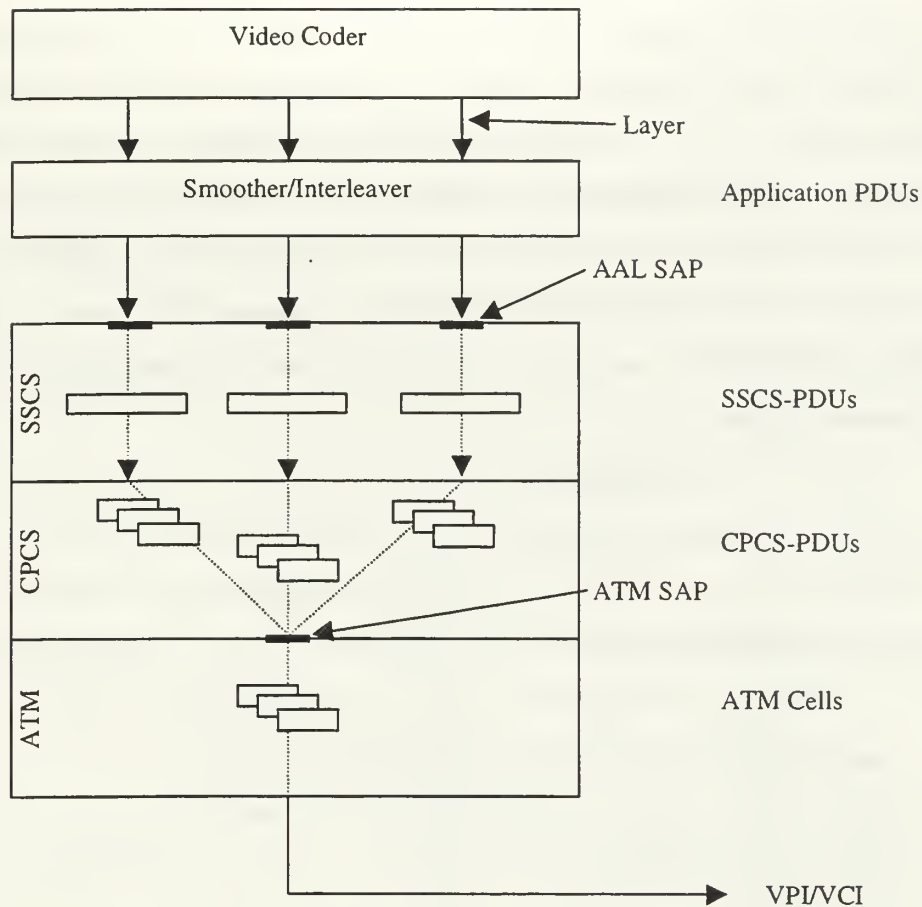 Video Coder
Layer
Smoother/Interleaver
Application PDUs
AAL SAP
SSCS
SSCS-PDUs
CPCS
CPCS-PDUs
ATM SAP
ATM
ATM Cells
VPI/VCI